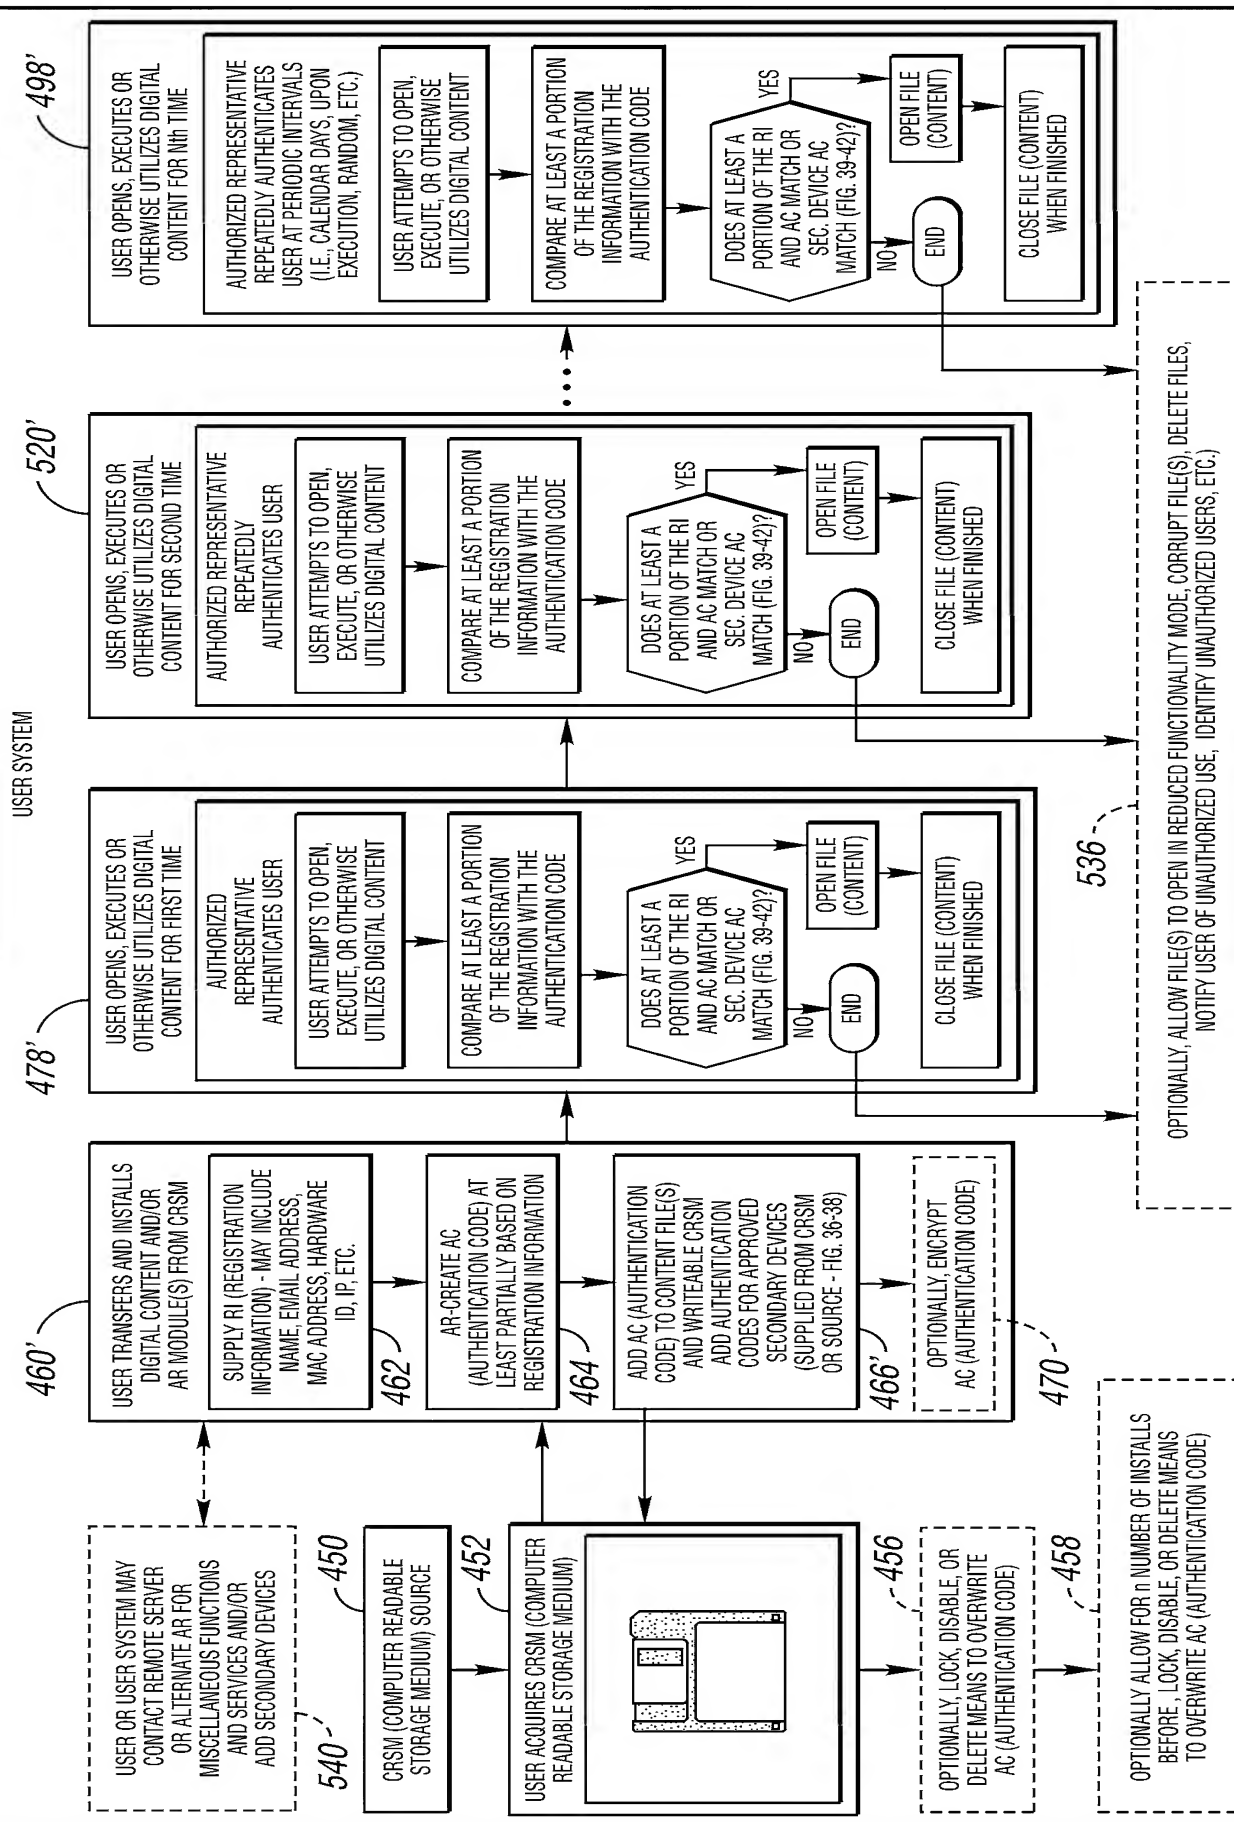 USER SYSTEM
USER OR USER SYSTEM MAY
CONTACT REMOTE SERVER
OR ALTERNATE AR FOR
MISCELLANEOUS FUNCTIONS
AND SERVICES AND/OR
ADD SECONDARY DEVICES
540
CRSM (COMPUTER READABLE
STORAGE MEDIUM) SOURCE
450
USER ACQUIRES CRSM (COMPUTER
READABLE STORAGE MEDIUM)
452
OPTIONALLY, LOCK, DISABLE, OR
DELETE MEANS TO OVERWRITE
AC (AUTHENTICATION CODE)
456
OPTIONALLY ALLOW FOR n NUMBER OF INSTALLS
BEFORE, LOCK, DISABLE, OR DELETE MEANS
TO OVERWRITE AC (AUTHENTICATION CODE)
458
460'
USER TRANSFERS AND INSTALLS
DIGITAL CONTENT AND/OR
AR MODULE(S) FROM CRSM
SUPPLY RI (REGISTRATION
INFORMATION) - MAY INCLUDE
NAME, EMAIL ADDRESS,
MAC ADDRESS, HARDWARE
ID, IP, ETC.
462
AR-CREATE AC
(AUTHENTICATION CODE) AT
LEAST PARTIALLY BASED ON
REGISTRATION INFORMATION
464
ADD AC (AUTHENTICATION
CODE) TO CONTENT FILE(S)
AND WRITEABLE CRSM
ADD AUTHENTICATION
CODES FOR APPROVED
SECONDARY DEVICES
(SUPPLIED FROM CRSM
OR SOURCE - FIG. 36-38)
466'
OPTIONALLY, ENCRYPT
AC (AUTHENTICATION CODE)
470
478'
USER OPENS, EXECUTES OR
OTHERWISE UTILIZES DIGITAL
CONTENT FOR FIRST TIME
AUTHORIZED
REPRESENTATIVE
AUTHENTICATES USER
USER ATTEMPTS TO OPEN,
EXECUTE, OR OTHERWISE
UTILIZES DIGITAL CONTENT
COMPARE AT LEAST A PORTION
OF THE REGISTRATION
INFORMATION WITH THE
AUTHENTICATION CODE
DOES AT LEAST A
PORTION OF THE RI
AND AC MATCH OR
SEC. DEVICE AC
MATCH (FIG. 39-42)?
YES
NO
OPEN FILE
(CONTENT)
END
CLOSE FILE (CONTENT)
WHEN FINISHED
520'
USER OPENS, EXECUTES OR
OTHERWISE UTILIZES DIGITAL
CONTENT FOR SECOND TIME
AUTHORIZED REPRESENTATIVE
REPEATEDLY
AUTHENTICATES USER
USER ATTEMPTS TO OPEN,
EXECUTE, OR OTHERWISE
UTILIZES DIGITAL CONTENT
COMPARE AT LEAST A PORTION
OF THE REGISTRATION
INFORMATION WITH THE
AUTHENTICATION CODE
DOES AT LEAST A
PORTION OF THE RI
AND AC MATCH OR
SEC. DEVICE AC
MATCH (FIG. 39-42)?
YES
NO
OPEN FILE
(CONTENT)
END
CLOSE FILE (CONTENT)
WHEN FINISHED
498'
USER OPENS, EXECUTES OR
OTHERWISE UTILIZES DIGITAL
CONTENT FOR Nth TIME
AUTHORIZED REPRESENTATIVE
REPEATEDLY AUTHENTICATES
USER AT PERIODIC INTERVALS
(I.E., CALENDAR DAYS, UPON
EXECUTION, RANDOM, ETC.)
USER ATTEMPTS TO OPEN,
EXECUTE, OR OTHERWISE
UTILIZES DIGITAL CONTENT
COMPARE AT LEAST A PORTION
OF THE REGISTRATION
INFORMATION WITH THE
AUTHENTICATION CODE
DOES AT LEAST A
PORTION OF THE RI
AND AC MATCH OR
SEC. DEVICE AC
MATCH (FIG. 39-42)?
YES
NO
OPEN FILE
(CONTENT)
END
CLOSE FILE (CONTENT)
WHEN FINISHED
536
OPTIONALLY, ALLOW FILE(S) TO OPEN IN REDUCED FUNCTIONALITY MODE, CORRUPT FILE(S), DELETE FILES,
NOTIFY USER OF UNAUTHORIZED USE, IDENTIFY UNAUTHORIZED USERS, ETC.)